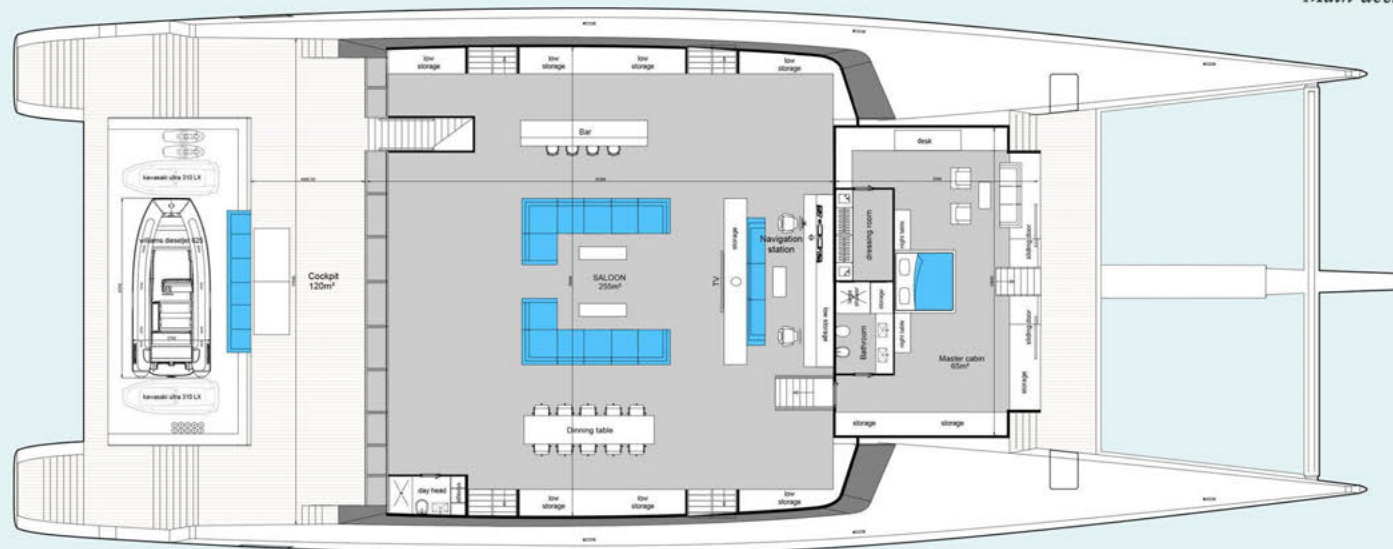 Main deck
low
storage
low
storage
low
storage
low
storage
Bar
desk
kawasaki ultra 310 LX
williams dieseljet 625
Cockpit
120m²
SALOON
255m²
storage
TV
Navigation
station
low storage
dressing room
night table
storage
Bathroom
night table
Master cabin
65m²
sliding door
sliding door
storage
kawasaki ultra 310 LX
Dinning table
storage
storage
day head
low
storage
low
storage
low
storage
low
storage